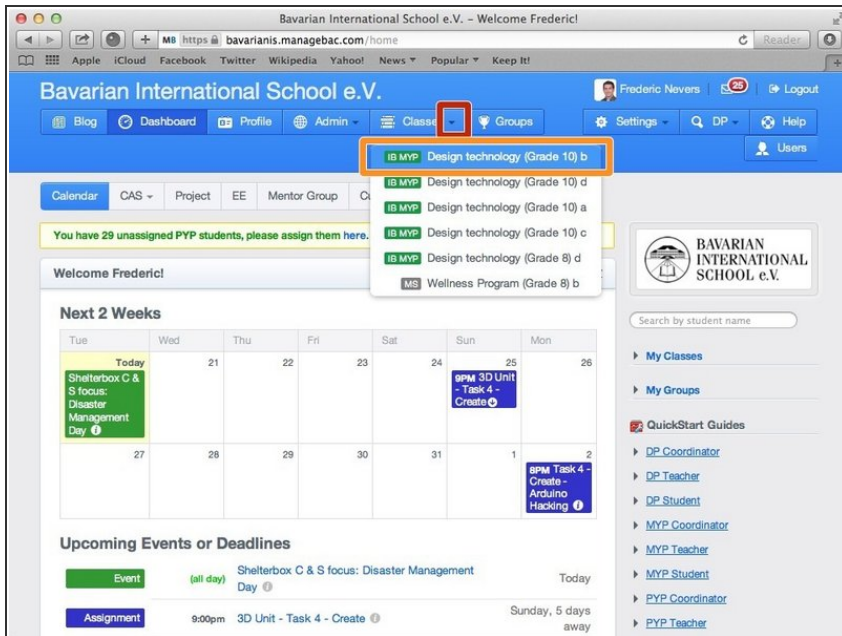 Bavarian International School e.V. – Welcome Frederic!
MB https bavarianis.managebac.com/home
Reader
Apple iCloud Facebook Twitter Wikipedia Yahoo! News Popular Keep It!
Bavarian International School e.V.
Frederic Nevers 25 Logout
Blog Dashboard Profile Admin Classes Groups Settings DP Help
Users
IB MYP Design technology (Grade 10) b
IB MYP Design technology (Grade 10) d
IB MYP Design technology (Grade 10) a
IB MYP Design technology (Grade 10) c
IB MYP Design technology (Grade 8) d
MS Wellness Program (Grade 8) b
Calendar CAS Project EE Mentor Group
You have 29 unassigned PYP students, please assign them here.
Welcome Frederic!
Next 2 Weeks
Tue Wed Thu Fri Sat Sun Mon
Today 21 22 23 24 25 26
Shelterbox C &
S focus:
Disaster
Management
Day
9PM 3D Unit
- Task 4 -
Create
27 28 29 30 31 1 2
8PM Task 4 -
Create -
Arduino
Hacking
Upcoming Events or Deadlines
Event (all day) Shelterbox C & S focus: Disaster Management
Day
Today
Assignment 9:00pm 3D Unit - Task 4 - Create
Sunday, 5 days
away
BAVARIAN
INTERNATIONAL
SCHOOL e.V.
Search by student name
My Classes
My Groups
QuickStart Guides
DP Coordinator
DP Teacher
DP Student
MYP Coordinator
MYP Teacher
MYP Student
PYP Coordinator
PYP Teacher